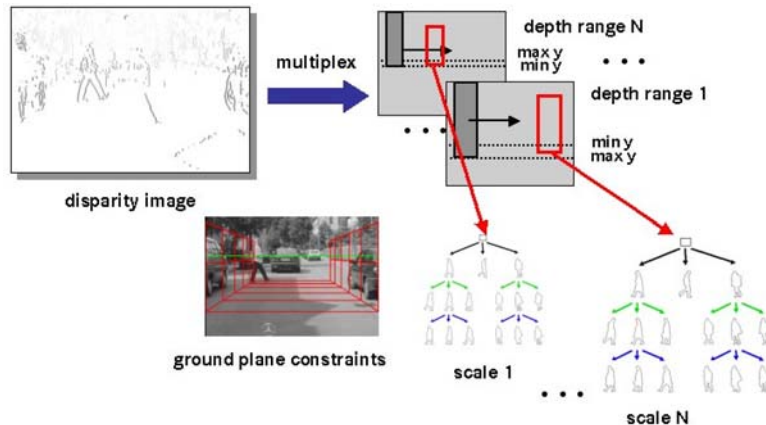 depth range N
multiplex
max y
min y
depth range 1
min y
max y
disparity image
ground plane constraints
scale 1
scale N